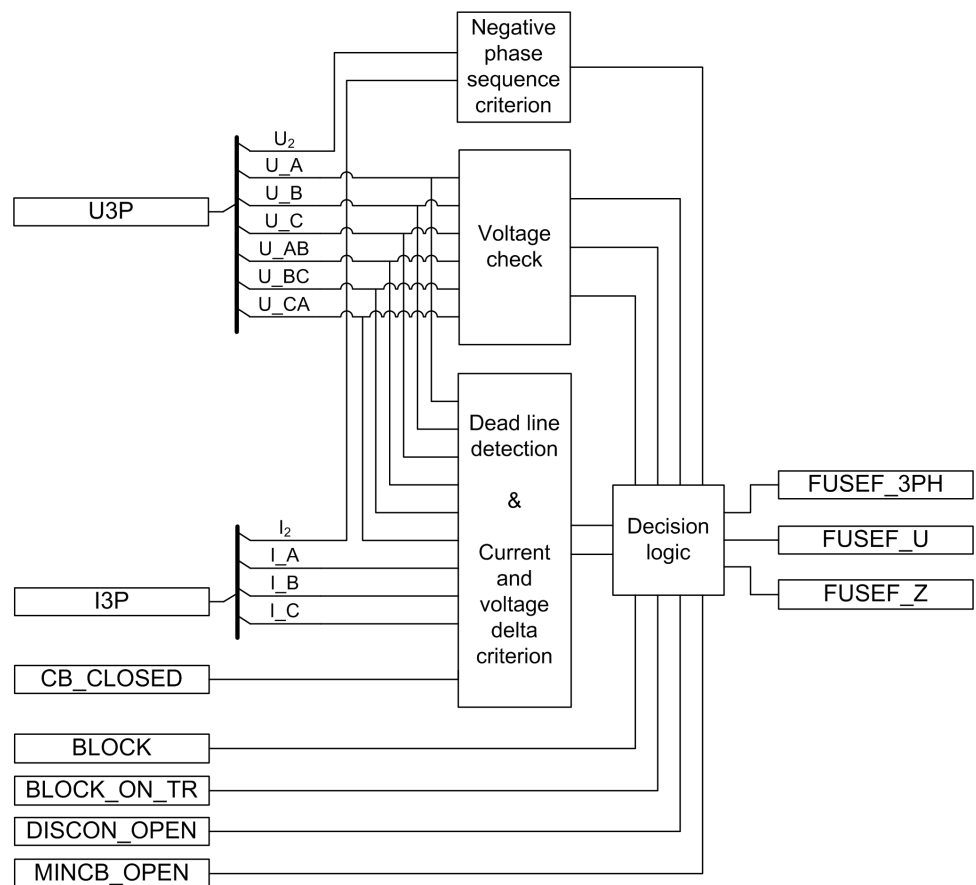 Negative
phase
sequence
criterion
U₂
U_A
U_B
U_C
U_AB
U_BC
U_CA
U3P
Voltage
check
Dead line
detection
&
Current
and
voltage
delta
criterion
I₂
I_A
I_B
I_C
I3P
CB_CLOSED
BLOCK
BLOCK_ON_TR
DISCON_OPEN
MINCB_OPEN
Decision
logic
FUSEF_3PH
FUSEF_U
FUSEF_Z